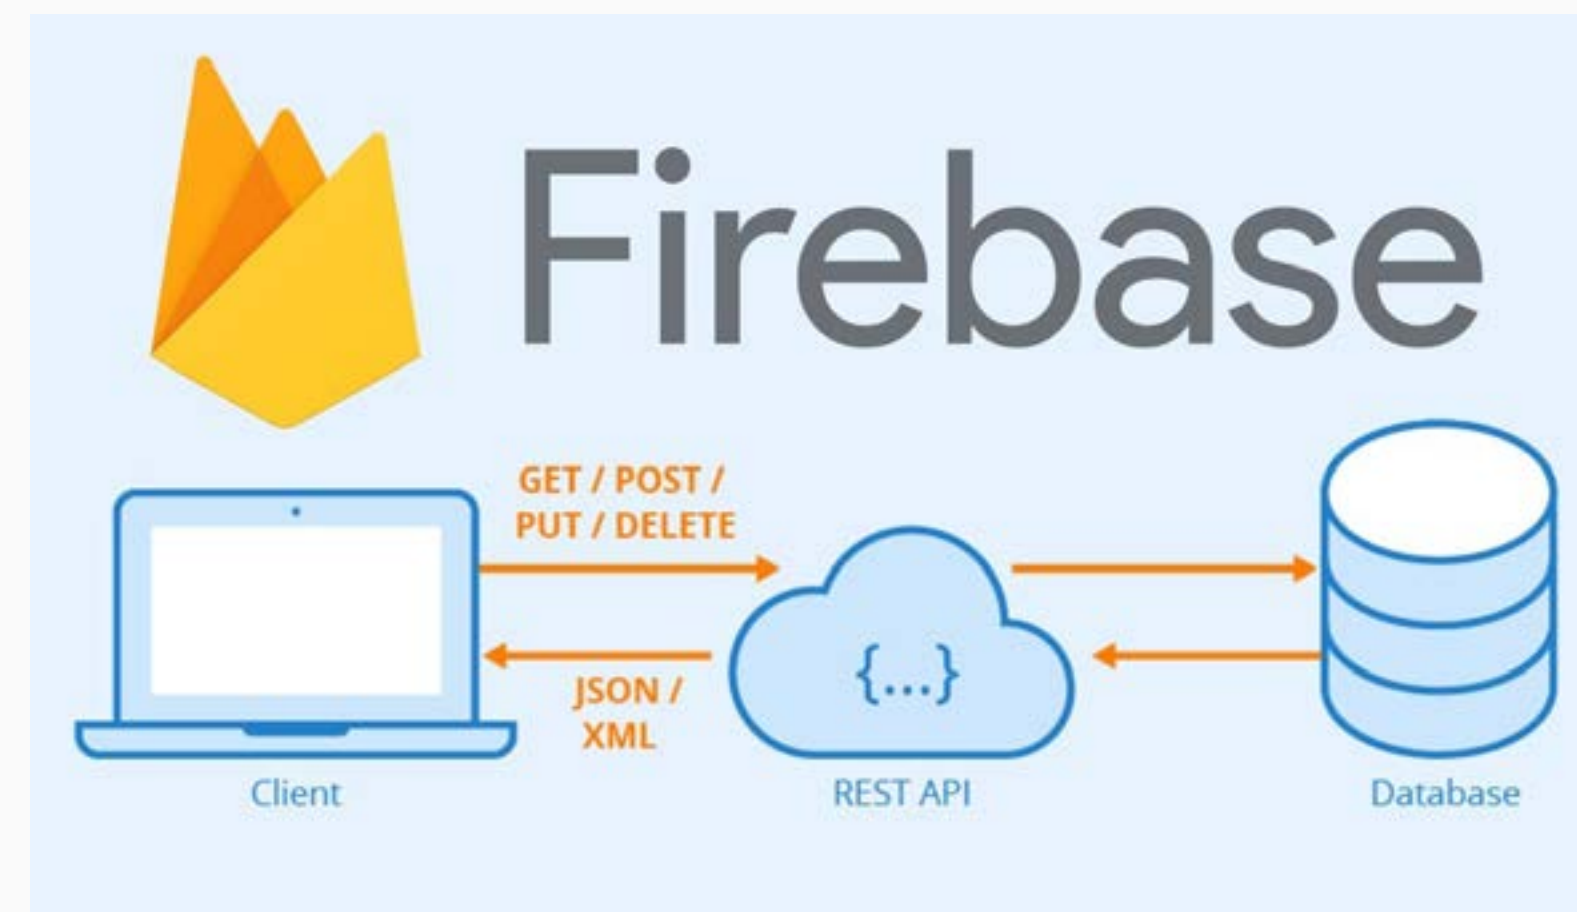 Firebase
GET / POST /
PUT / DELETE
{...}
JSON /
XML
Client
REST API
Database